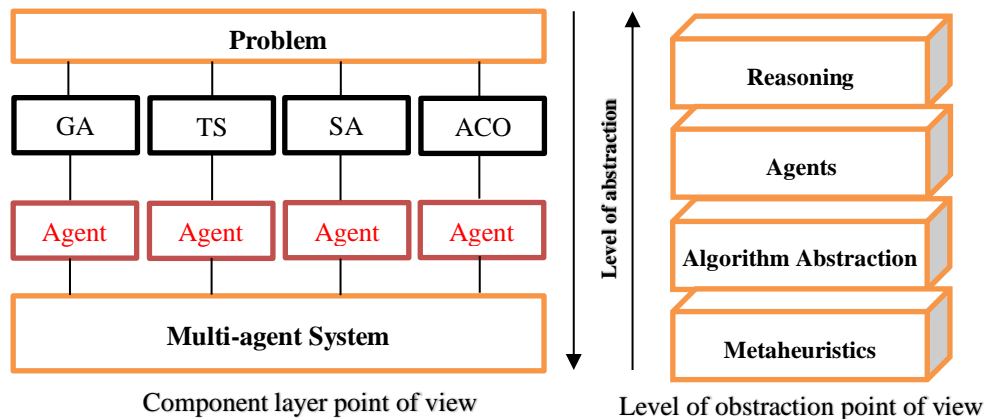 Problem
GA TS SA ACO
Agent Agent Agent Agent
Multi-agent System
Component layer point of view
Level of abstraction
Reasoning
Agents
Algorithm Abstraction
Metaheuristics
Level of obstraction point of view